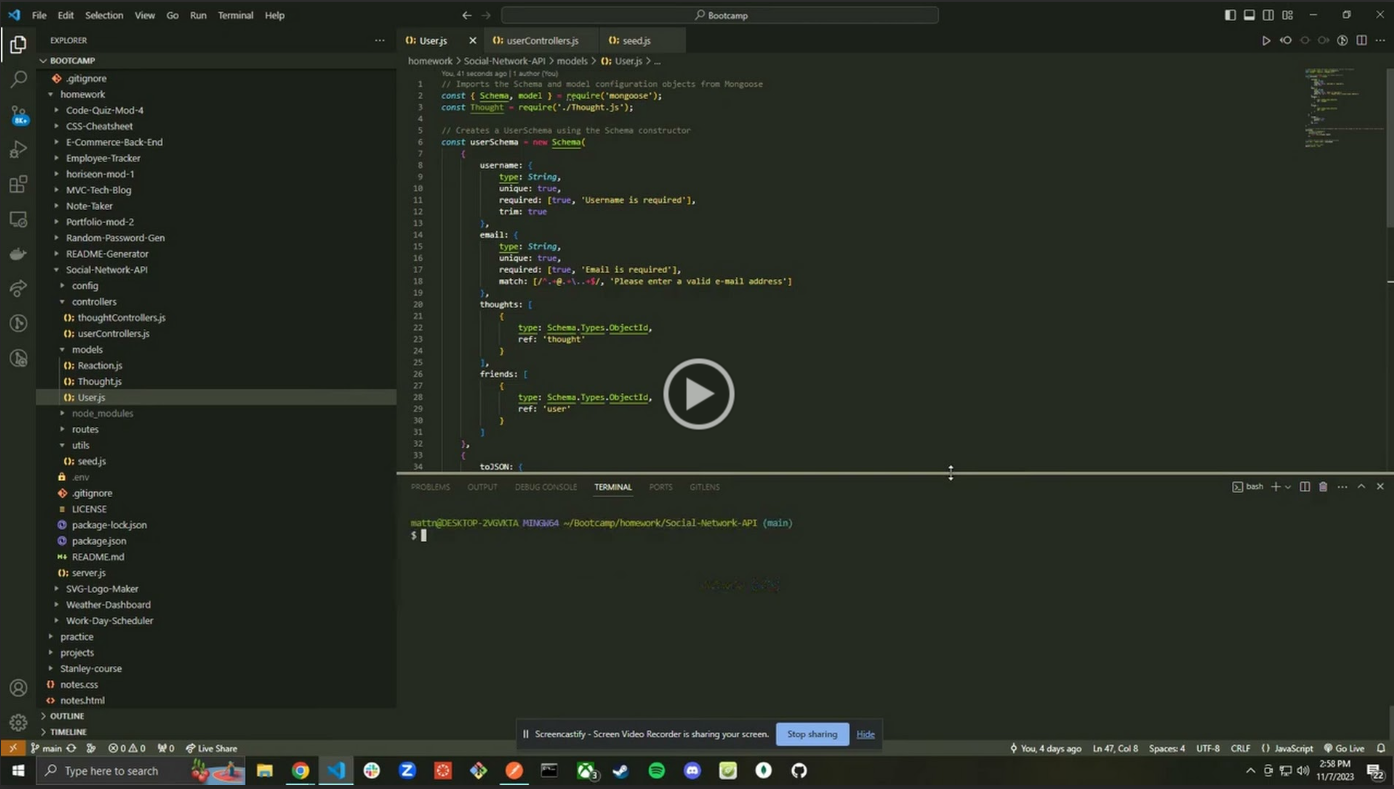 File Edit Selection View Go Run Terminal Help
Bootcamp
EXPLORER
BOOTCAMP
.gitignore
homework
Code-Quiz-Mod-4
CSS-Cheatsheet
E-Commerce-Back-End
Employee-Tracker
horiseon-mod-1
MVC-Tech-Blog
Note-Taker
Portfolio-mod-2
Random-Password-Gen
README-Generator
Social-Network-API
config
controllers
thoughtControllers.js
userControllers.js
models
Reaction.js
Thought.js
User.js
node_modules
routes
utils
seed.js
.env
.gitignore
LICENSE
package-lock.json
package.json
README.md
server.js
SVG-Logo-Maker
Weather-Dashboard
Work-Day-Scheduler
practice
projects
Stanley-course
notes.css
notes.html
OUTLINE
TIMELINE
User.js userControllers.js seed.js
homework > Social-Network-API > models > User.js > ...
You, 41 seconds ago | 1 author (You)
1 // Imports the Schema and model configuration objects from Mongoose
2 const { Schema, model } = require('mongoose');
3 const Thought = require('./Thought.js');
4
5 // Creates a UserSchema using the Schema constructor
6 const userSchema = new Schema(
7 {
8 username: {
9 type: String,
10 unique: true,
11 required: [true, 'Username is required'],
12 trim: true
13 },
14 email: {
15 type: String,
16 unique: true,
17 required: [true, 'Email is required'],
18 match: [/^.+@.+\..+$/, 'Please enter a valid e-mail address']
19 },
20 thoughts: [
21 {
22 type: Schema.Types.ObjectId,
23 ref: 'thought'
24 }
25 ],
26 friends: [
27 {
28 type: Schema.Types.ObjectId,
29 ref: 'user'
30 }
31 ]
32 },
33 {
34 toJSON: {
PROBLEMS OUTPUT DEBUG CONSOLE TERMINAL PORTS GITLENS
bash
mattn@DESKTOP-2VGVKTA MINGW64 ~/Bootcamp/homework/Social-Network-API (main)
$
Screencastify - Screen Video Recorder is sharing your screen. Stop sharing Hide
main 0 0 0 Live Share
You, 4 days ago Ln 47, Col 8 Spaces: 4 UTF-8 CRLF { } JavaScript Go Live
Type here to search
2:58 PM
11/7/2023
22